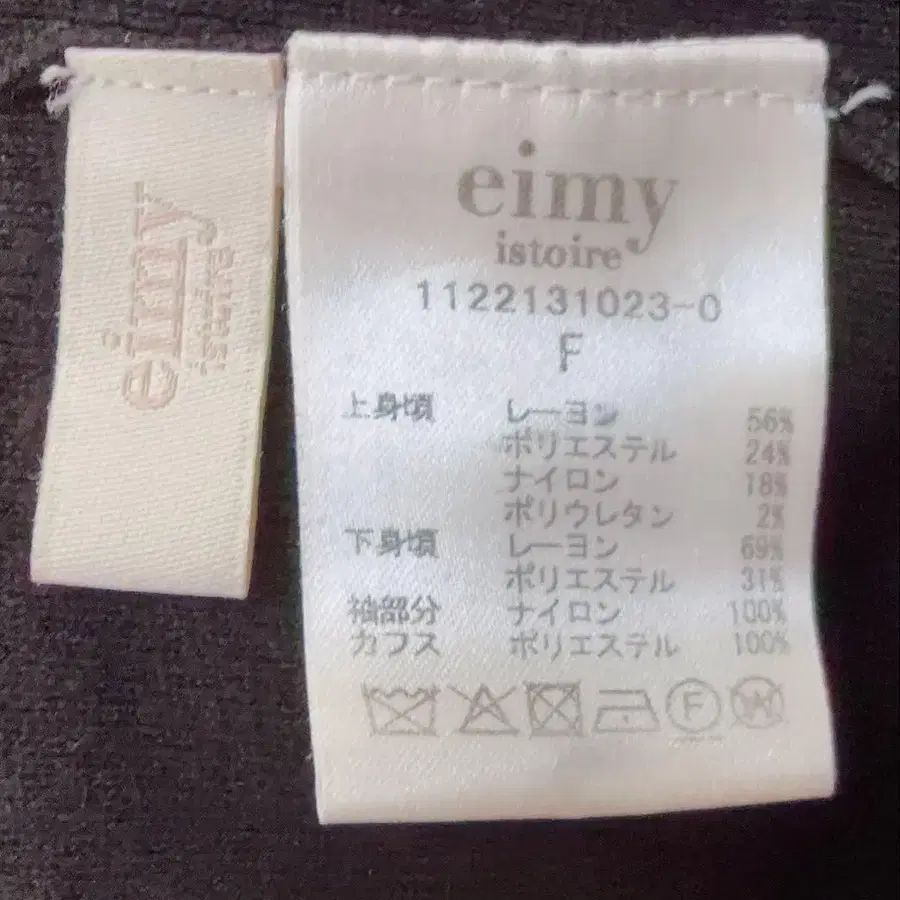 eimy
istoire
eimy
istoire
1122131023-0
F
上身頃 レーヨン 56%
ポリエステル 24%
ナイロン 18%
ポリウレタン 2%
下身頃 レーヨン 69%
ポリエステル 31%
袖部分 ナイロン 100%
カフス ポリエステル 100%
F W